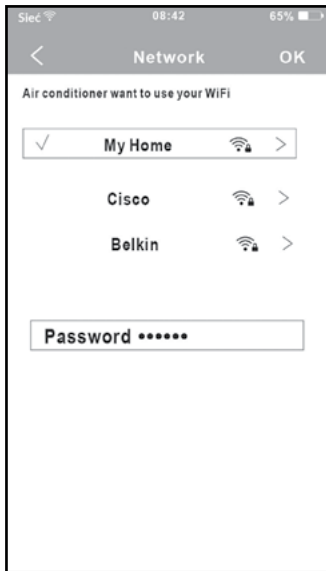 Sieć 08:42 65%
Network OK
Air conditioner want to use your WiFi
My Home
Cisco
Belkin
Password ••••••